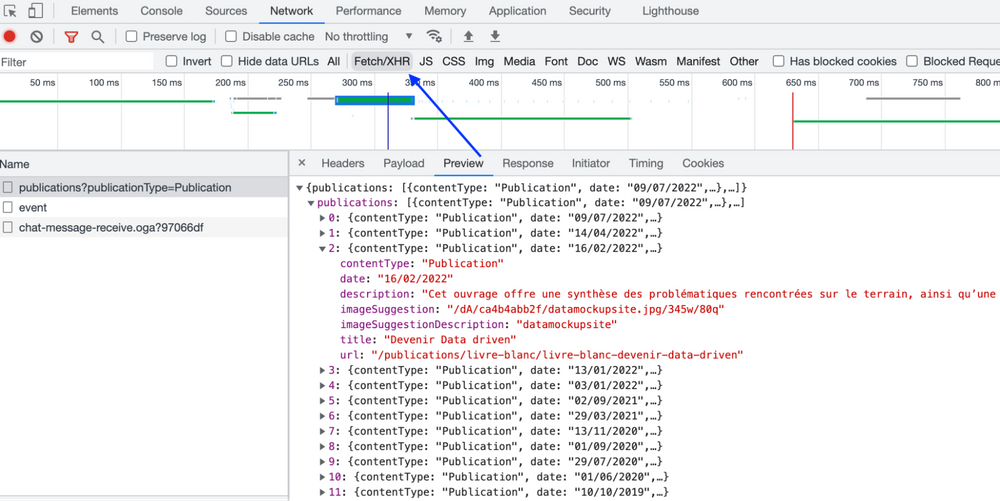 Elements Console Sources Network Performance Memory Application Security Lighthouse
Preserve log Disable cache No throttling
Filter Invert Hide data URLs All Fetch/XHR JS CSS Img Media Font Doc WS Wasm Manifest Other Has blocked cookies Blocked Reque
50 ms 100 ms 150 ms 200 ms 250 ms 300 ms 400 ms 450 ms 500 ms 550 ms 600 ms 650 ms 700 ms 750 ms 800 m
Name
publications?publicationType=Publication
event
chat-message-receive.oga?97066df
× Headers Payload Preview Response Initiator Timing Cookies
{publications: [{contentType: "Publication", date: "09/07/2022",…},…]}
publications: [{contentType: "Publication", date: "09/07/2022",…},…]
0: {contentType: "Publication", date: "09/07/2022",…}
1: {contentType: "Publication", date: "14/04/2022",…}
2: {contentType: "Publication", date: "16/02/2022",…}
contentType: "Publication"
date: "16/02/2022"
description: "Cet ouvrage offre une synthèse des problématiques rencontrées sur le terrain, ainsi qu’une
imageSuggestion: "/dA/ca4b4abb2f/datamockupsite.jpg/345w/80q"
imageSuggestionDescription: "datamockupsite"
title: "Devenir Data driven"
url: "/publications/livre-blanc/livre-blanc-devenir-data-driven"
3: {contentType: "Publication", date: "13/01/2022",…}
4: {contentType: "Publication", date: "03/01/2022",…}
5: {contentType: "Publication", date: "02/09/2021",…}
6: {contentType: "Publication", date: "29/03/2021",…}
7: {contentType: "Publication", date: "13/11/2020",…}
8: {contentType: "Publication", date: "01/09/2020",…}
9: {contentType: "Publication", date: "29/07/2020",…}
10: {contentType: "Publication", date: "01/06/2020",…}
11: {contentType: "Publication", date: "10/10/2019",…}